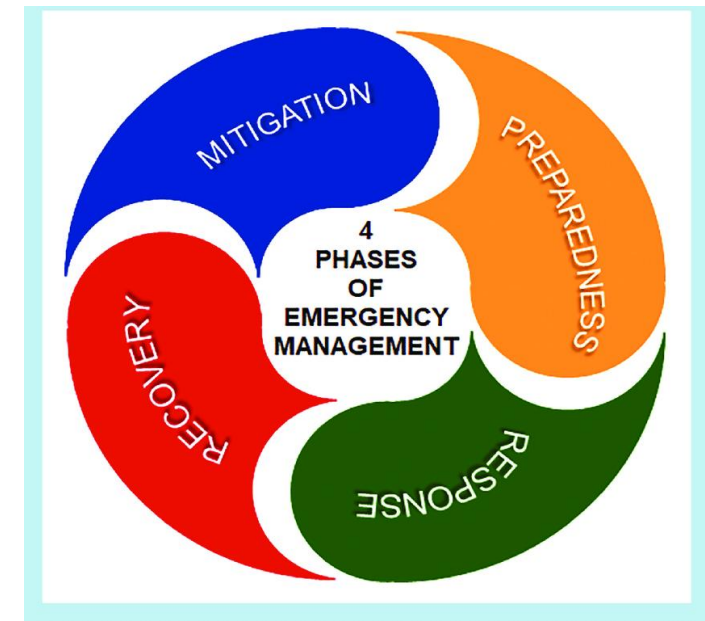 MITIGATION
PREPAREDNESS
4
PHASES
OF
EMERGENCY
MANAGEMENT
RESPONSE
RECOVERY